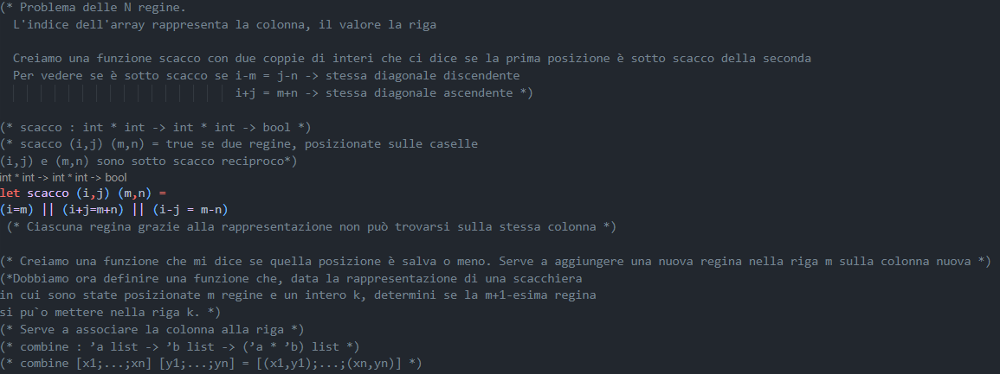 (* Problema delle N regine.
L'indice dell'array rappresenta la colonna, il valore la riga
Creiamo una funzione scacco con due coppie di interi che ci dice se la prima posizione è sotto scacco della seconda
Per vedere se è sotto scacco se i-m = j-n -> stessa diagonale discendente
i+j = m+n -> stessa diagonale ascendente *)
(* scacco : int * int -> int * int -> bool *)
(* scacco (i,j) (m,n) = true se due regine, posizionate sulle caselle
(i,j) e (m,n) sono sotto scacco reciproco*)
int * int -> int * int -> bool
let scacco (i,j) (m,n) =
(i=m) || (i+j=m+n) || (i-j = m-n)
(* Ciascuna regina grazie alla rappresentazione non può trovarsi sulla stessa colonna *)
(* Creiamo una funzione che mi dice se quella posizione è salva o meno. Serve a aggiungere una nuova regina nella riga m sulla colonna nuova *)
(*Dobbiamo ora definire una funzione che, data la rappresentazione di una scacchiera
in cui sono state posizionate m regine e un intero k, determini se la m+1-esima regina
si pu`o mettere nella riga k. *)
(* Serve a associare la colonna alla riga *)
(* combine : ’a list -> ’b list -> (’a * ’b) list *)
(* combine [x1;...;xn] [y1;...;yn] = [(x1,y1);...;(xn,yn)] *)